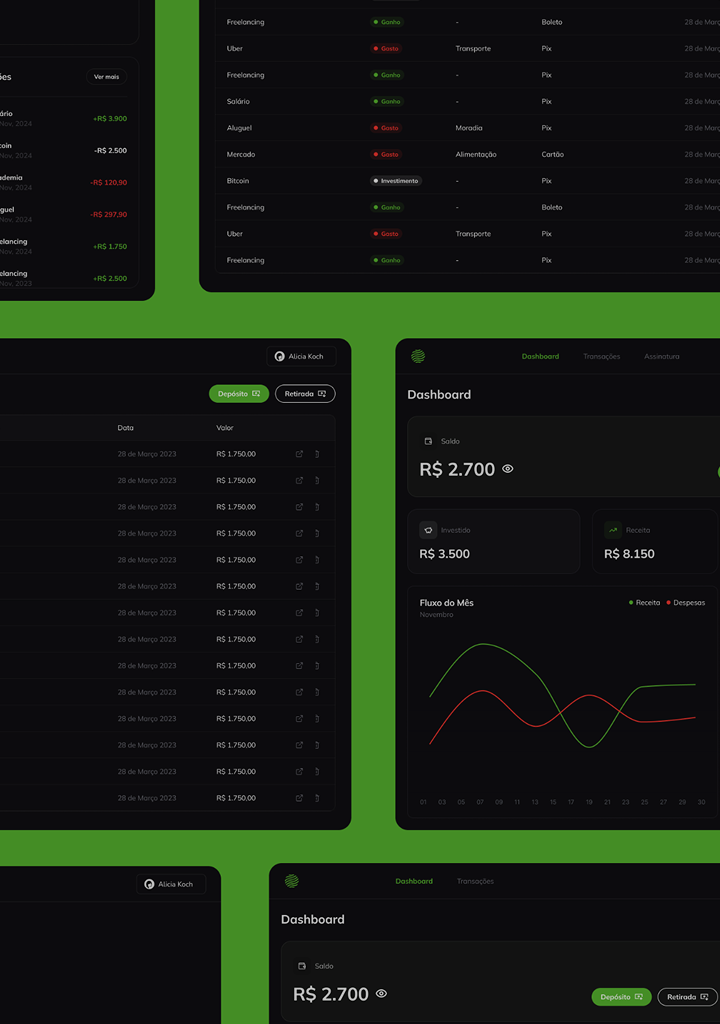 ões
Ver mais
ário
Nov, 2024
+R$ 3.900
coin
Nov, 2024
-R$ 2.500
ademia
Nov, 2024
-R$ 120,90
guel
Nov, 2024
-R$ 297,90
elancing
Nov, 2024
+R$ 1.750
elancing
Nov, 2023
+R$ 2.500
Freelancing Ganho - Boleto 28 de Març
Uber Gasto Transporte Pix 28 de Març
Freelancing Ganho - Pix 28 de Març
Salário Ganho - Pix 28 de Març
Aluguel Gasto Moradia Pix 28 de Març
Mercado Gasto Alimentação Cartão 28 de Març
Bitcoin Investimento - Pix 28 de Març
Freelancing Ganho - Boleto 28 de Març
Uber Gasto Transporte Pix 28 de Març
Freelancing Ganho - Pix 28 de Març
Alicia Koch
Depósito Retirada
Data Valor
28 de Março 2023 R$ 1.750,00
28 de Março 2023 R$ 1.750,00
28 de Março 2023 R$ 1.750,00
28 de Março 2023 R$ 1.750,00
28 de Março 2023 R$ 1.750,00
28 de Março 2023 R$ 1.750,00
28 de Março 2023 R$ 1.750,00
28 de Março 2023 R$ 1.750,00
28 de Março 2023 R$ 1.750,00
28 de Março 2023 R$ 1.750,00
28 de Março 2023 R$ 1.750,00
28 de Março 2023 R$ 1.750,00
28 de Março 2023 R$ 1.750,00
28 de Março 2023 R$ 1.750,00
Dashboard Transações Assinatura
Dashboard
Saldo
R$ 2.700
Investido
R$ 3.500
Receita
R$ 8.150
Fluxo do Mês
Novembro
Receita Despesas
01 03 05 07 09 11 13 15 17 19 21 23 25 27 29 30
Alicia Koch
Dashboard Transações
Dashboard
Saldo
R$ 2.700
Depósito Retirada